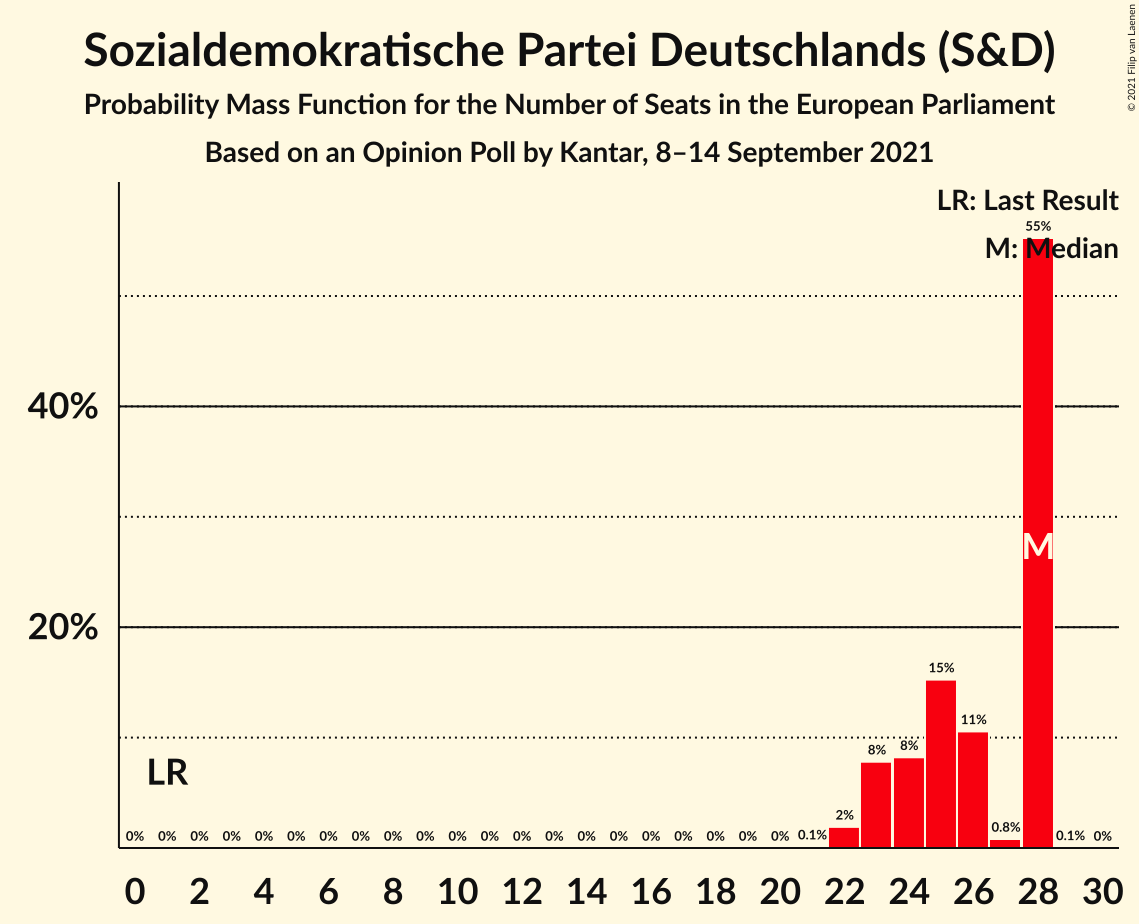 Sozialdemokratische Partei Deutschlands (S&D)
Probability Mass Function for the Number of Seats in the European Parliament
Based on an Opinion Poll by Kantar, 8–14 September 2021
© 2021 Filip van Laenen
LR: Last Result
55%
M: Median
40%
M
20%
15%
11%
8%
8%
LR
2%
0.8%
0% 0% 0% 0% 0% 0% 0% 0% 0% 0% 0% 0% 0% 0% 0% 0% 0% 0% 0% 0% 0% 0.1% 0.1% 0%
0 2 4 6 8 10 12 14 16 18 20 22 24 26 28 30